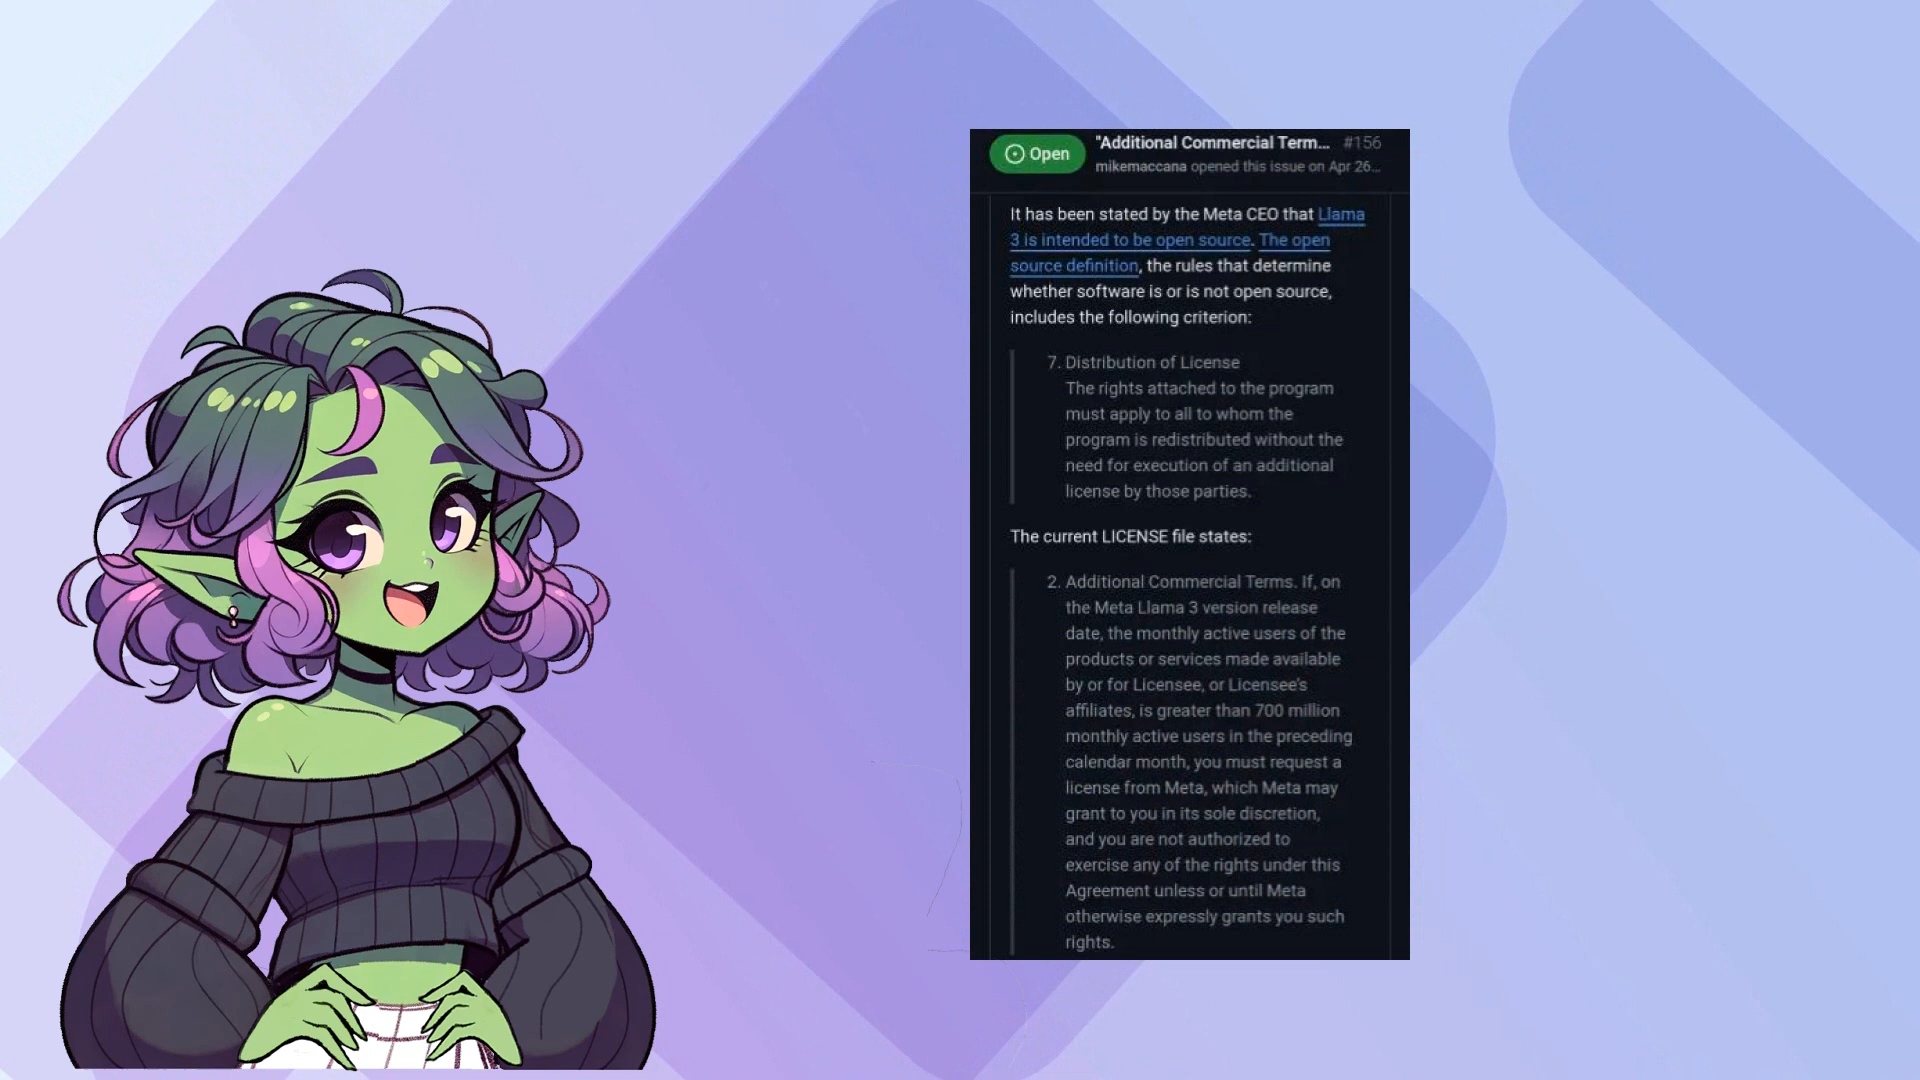 Open
"Additional Commercial Term... #156
mikemaccana opened this issue on Apr 26...
It has been stated by the Meta CEO that Llama
3 is intended to be open source. The open
source definition, the rules that determine
whether software is or is not open source,
includes the following criterion:
7. Distribution of License
The rights attached to the program
must apply to all to whom the
program is redistributed without the
need for execution of an additional
license by those parties.
The current LICENSE file states:
2. Additional Commercial Terms. If, on
the Meta Llama 3 version release
date, the monthly active users of the
products or services made available
by or for Licensee, or Licensee's
affiliates, is greater than 700 million
monthly active users in the preceding
calendar month, you must request a
license from Meta, which Meta may
grant to you in its sole discretion,
and you are not authorized to
exercise any of the rights under this
Agreement unless or until Meta
otherwise expressly grants you such
rights.